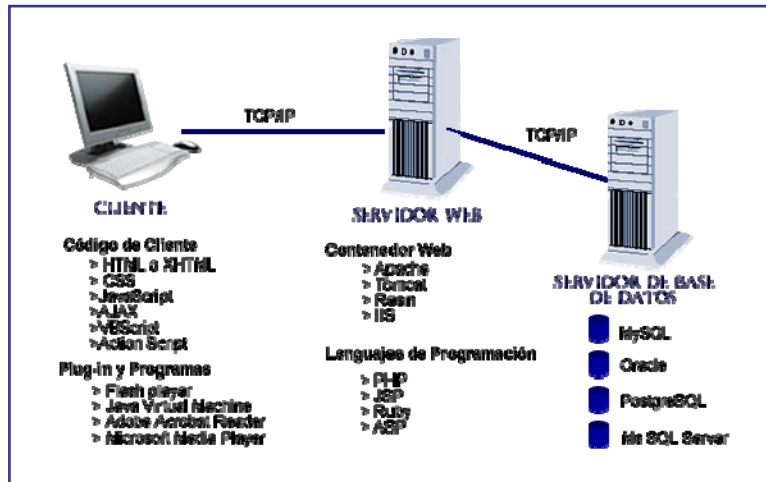 TCP/IP
TCP/IP
CLIENTE
SERVIDOR WEB
SERVIDOR DE BASE
DE DATOS
Código de Cliente
> HTML o XHTML
> CSS
>JavaScript
>AJAX
>VBScript
>Action Script
Plug-in y Programas
> Flash player
> Java Virtual Machine
> Adobe Acrobat Reader
> Microsoft Media Player
Contenedor Web
> Apache
> Tomcat
> Resin
> IIS
Lenguajes de Programación
> PHP
> JSP
> Ruby
> ASP
MySQL
Oracle
PostgreSQL
Ms SQL Server